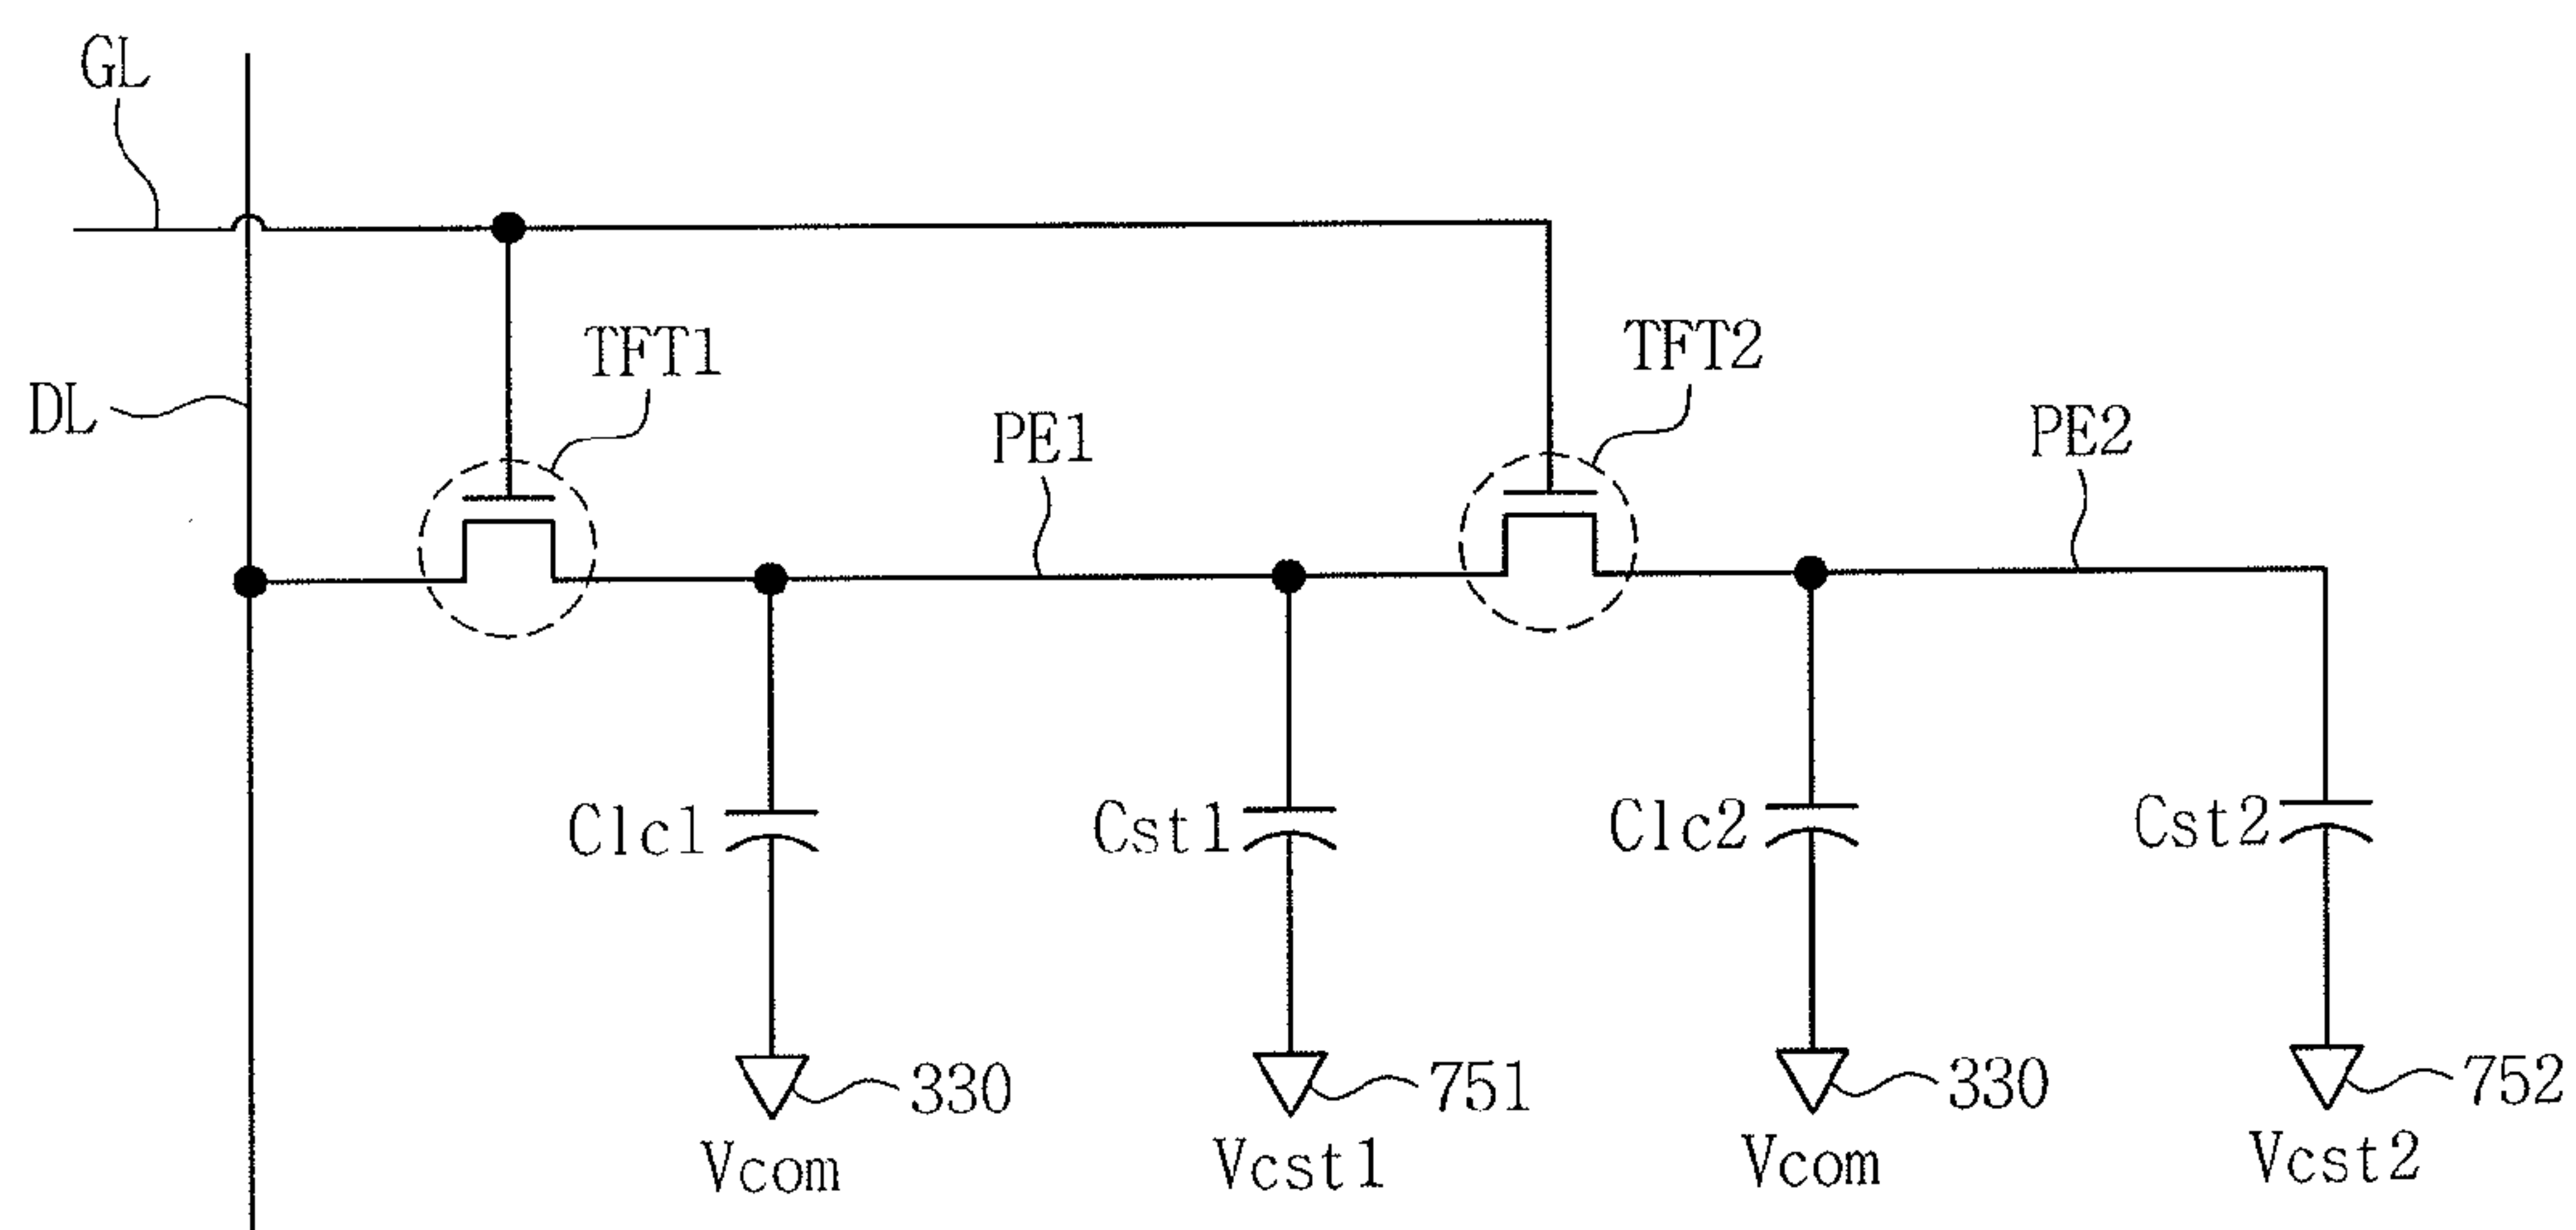 GL
TFT1
TFT2
DL
PE1
PE2
Clc1
Cst1
Clc2
Cst2
330
751
330
752
Vcom
Vcst1
Vcom
Vcst2